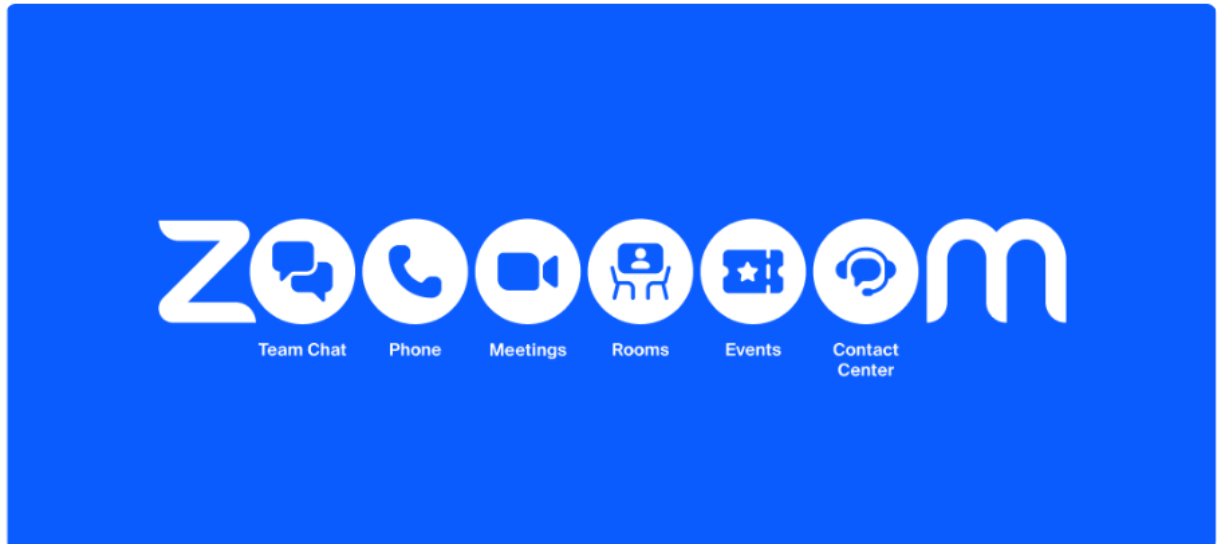 zoooooom
Team Chat
Phone
Meetings
Rooms
Events
Contact
Center